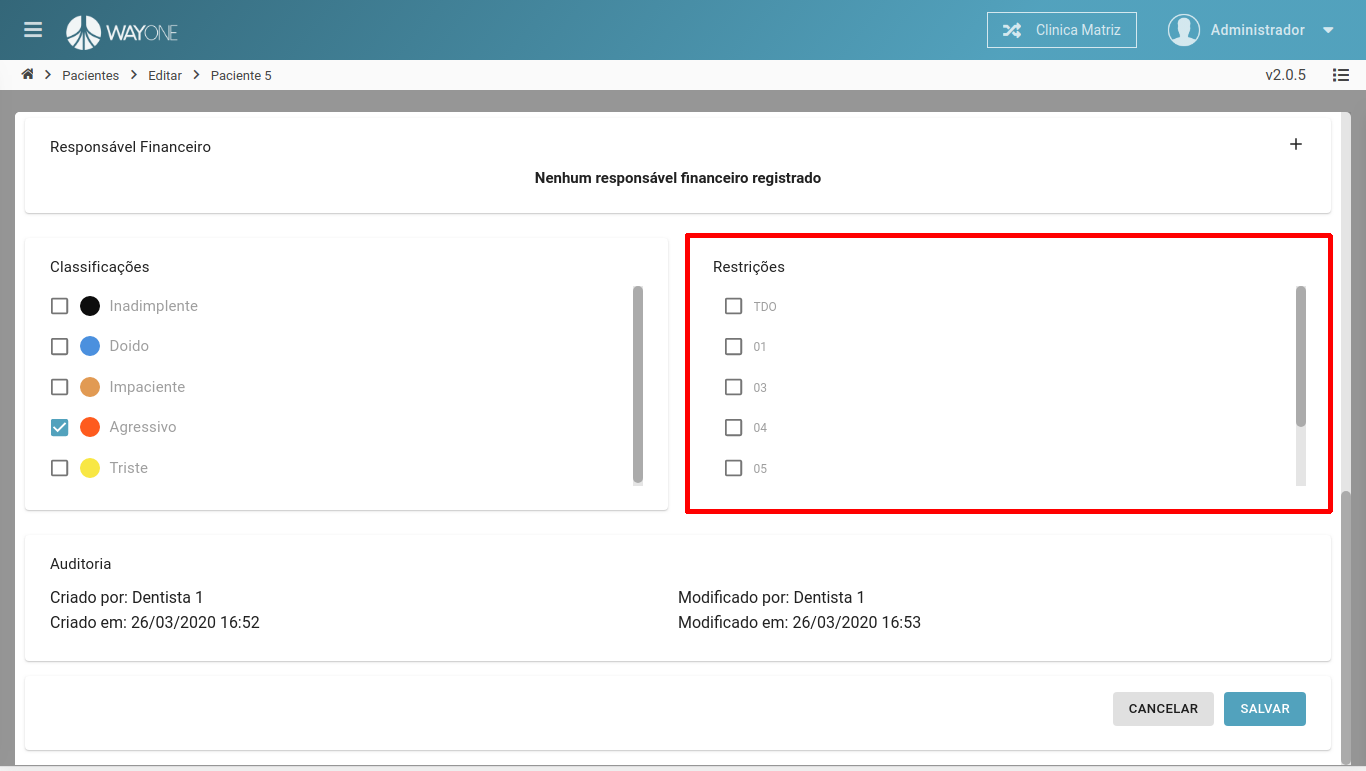 WAYONE
Clinica Matriz
Administrador
Pacientes
Editar
Paciente 5
v2.0.5
Responsável Financeiro
Nenhum responsável financeiro registrado
Classificações
Inadimplente
Doido
Impaciente
Agressivo
Triste
Restrições
TDO
01
03
04
05
Auditoria
Criado por: Dentista 1
Criado em: 26/03/2020 16:52
Modificado por: Dentista 1
Modificado em: 26/03/2020 16:53
CANCELAR
SALVAR